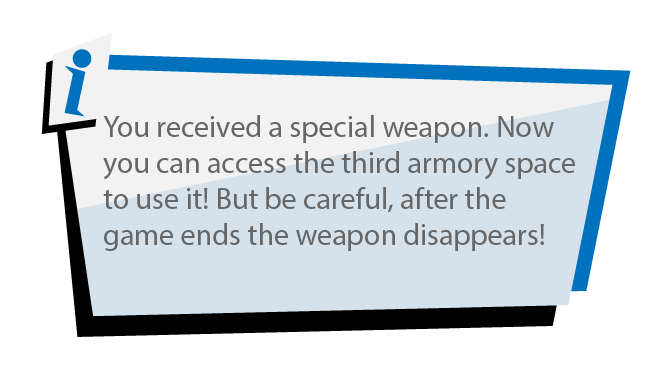 You received a special weapon. Now
you can access the third armory space
to use it! But be careful, after the
game ends the weapon disappears!